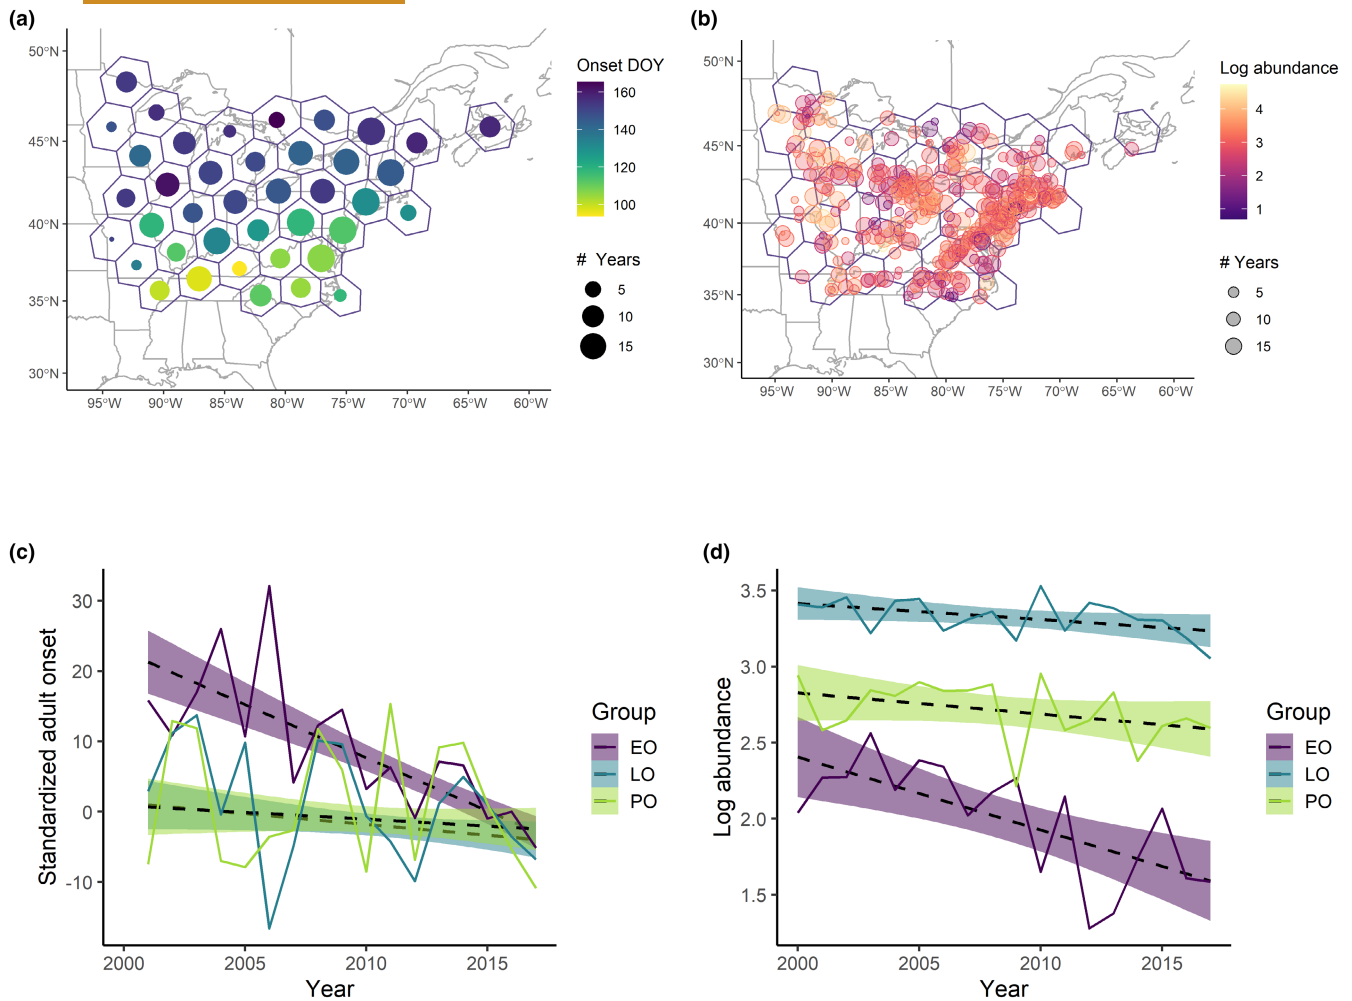 (a)
50°N
45°N
40°N
35°N
30°N
95°W 90°W 85°W 80°W 75°W 70°W 65°W 60°W
Onset DOY
160
140
120
100
# Years
5
10
15
(b)
50°N
45°N
40°N
35°N
30°N
95°W 90°W 85°W 80°W 75°W 70°W 65°W 60°W
Log abundance
4
3
2
1
# Years
5
10
15
(c)
Standardized adult onset
30
20
10
0
-10
2000 2005 2010 2015
Year
Group
EO
LO
PO
(d)
Log abundance
3.5
3.0
2.5
2.0
1.5
2000 2005 2010 2015
Year
Group
EO
LO
PO